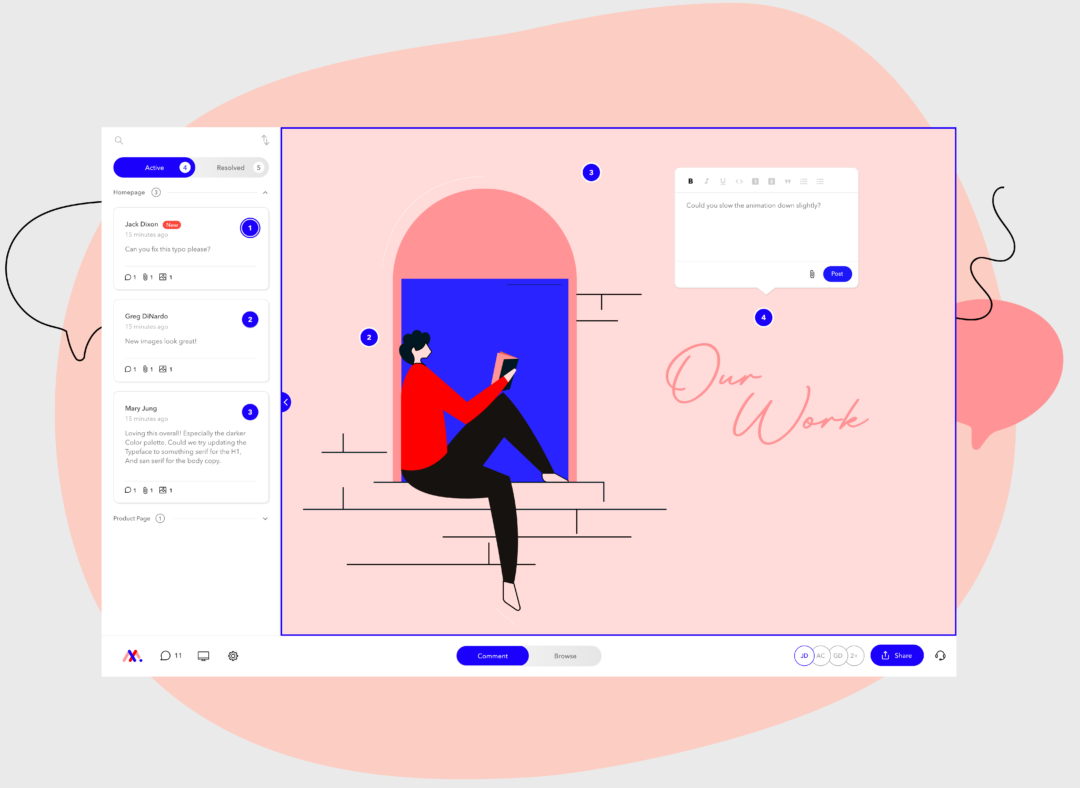 Active 4 Resolved 5
Homepage 3
Jack Dixon New 1
15 minutes ago
Can you fix this typo please?
1 1 1
Greg DiNardo 2
15 minutes ago
New images look great!
1 1 1
Mary Jung 3
15 minutes ago
Loving this overall! Especially the darker
Color palette. Could we try updating the
Typeface to something serif for the H1,
And san serif for the body copy.
1 1 1
Product Page 1
3
B I U
Could you slow the animation down slightly?
Post
4
2
Our
Work
11
Comment Browse
JD AC GD 2+
Share